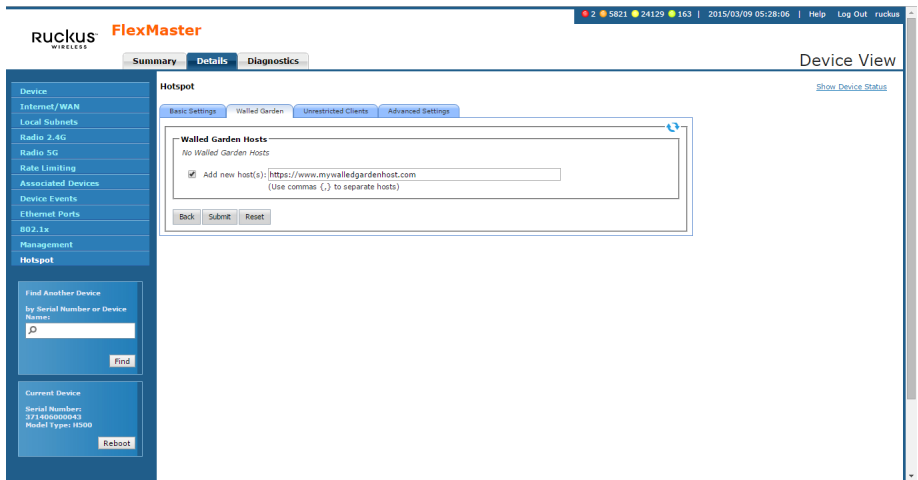 2 5821 24129 163 | 2015/03/09 05:28:06 | Help Log Out ruckus
RUCKUS
WIRELESS
FlexMaster
Summary Details Diagnostics
Device View
Device
Internet/WAN
Local Subnets
Radio 2.4G
Radio 5G
Rate Limiting
Associated Devices
Device Events
Ethernet Ports
802.1x
Management
Hotspot
Find Another Device
by Serial Number or Device
Name:
Find
Current Device
Serial Number:
371406000043
Model Type: H500
Reboot
Hotspot
Show Device Status
Basic Settings Walled Garden Unrestricted Clients Advanced Settings
Walled Garden Hosts
No Walled Garden Hosts
Add new host(s): https://www.mywalledgardenhost.com
(Use commas {,} to separate hosts)
Back Submit Reset